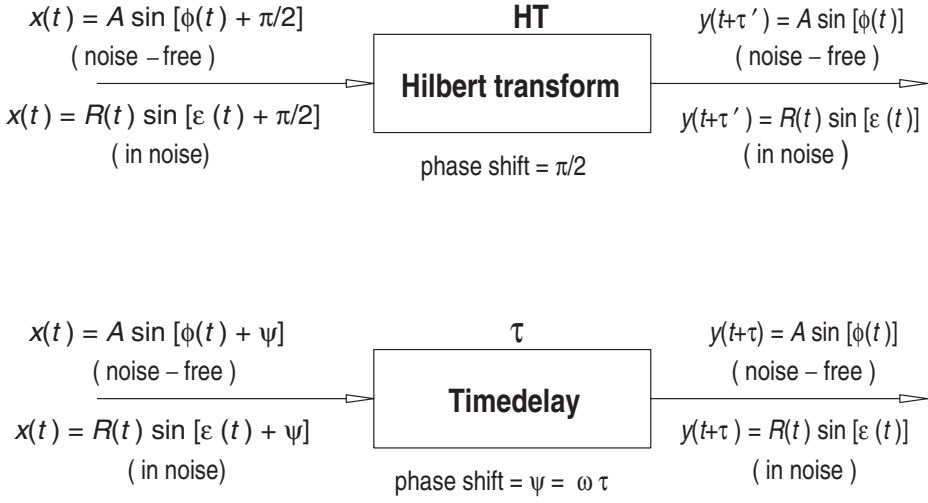 x(t) = A sin [ϕ(t) + π/2]
( noise – free )
x(t) = R(t) sin [ε (t) + π/2]
( in noise)
HT
Hilbert transform
phase shift = π/2
y(t+τ′) = A sin [ϕ(t)]
( noise – free )
y(t+τ′) = R(t) sin [ε (t)]
( in noise )
x(t) = A sin [ϕ(t) + ψ]
( noise – free )
x(t) = R(t) sin [ε (t) + ψ]
( in noise)
τ
Timedelay
phase shift = ψ = ω τ
y(t+τ) = A sin [ϕ(t)]
( noise – free )
y(t+τ ) = R(t) sin [ε (t)]
( in noise )